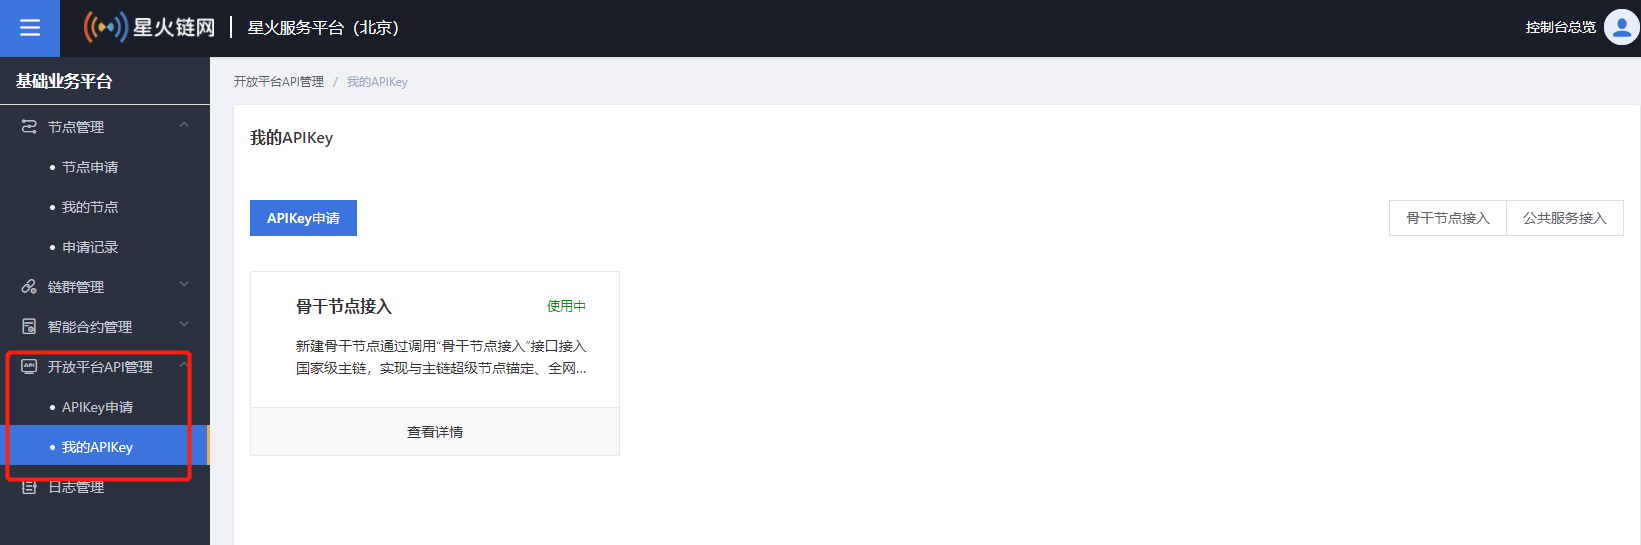 星火链网 星火服务平台（北京） 控制台总览
基础业务平台
节点管理
节点申请
我的节点
申请记录
链群管理
智能合约管理
开放平台API管理
APIKey申请
我的APIKey
日志管理
开放平台API管理 / 我的APIKey
我的APIKey
APIKey申请 骨干节点接入 公共服务接入
骨干节点接入 使用中
新建骨干节点通过调用“骨干节点接入”接口接入
国家级主链，实现与主链超级节点锚定、全网...
查看详情